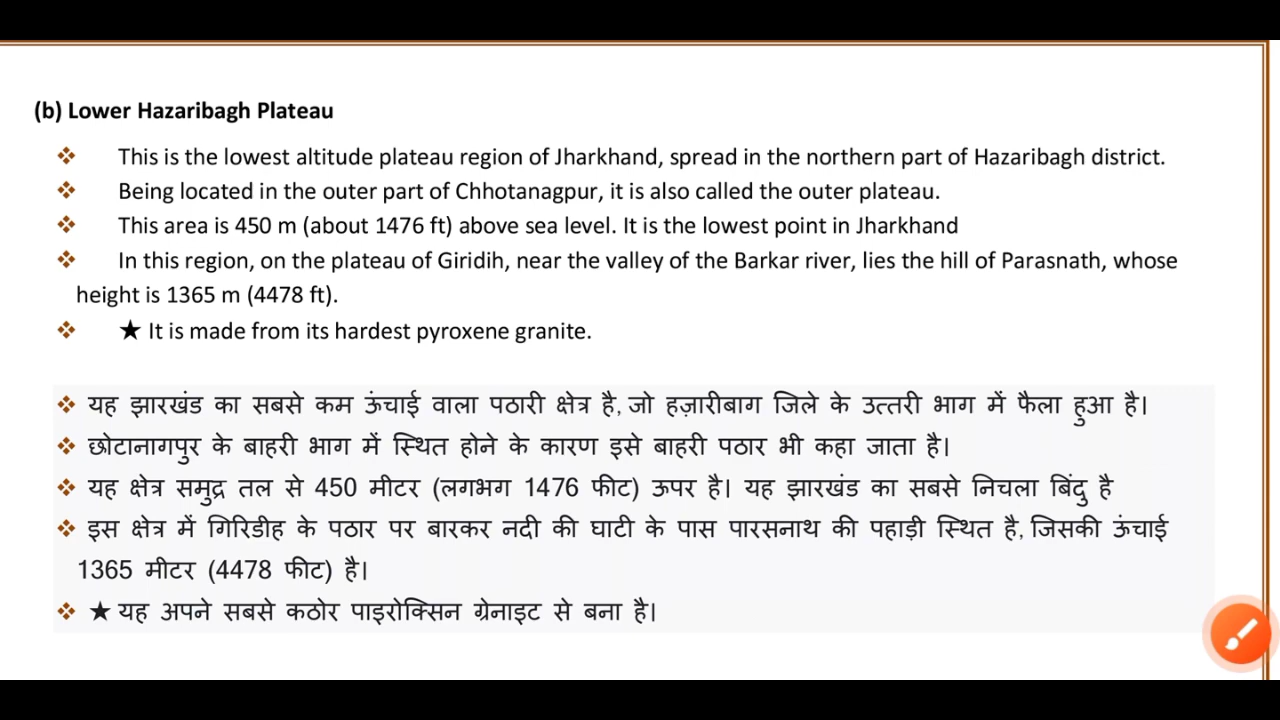 (b) Lower Hazaribagh Plateau
❖ This is the lowest altitude plateau region of Jharkhand, spread in the northern part of Hazaribagh district.
❖ Being located in the outer part of Chhotanagpur, it is also called the outer plateau.
❖ This area is 450 m (about 1476 ft) above sea level. It is the lowest point in Jharkhand
❖ In this region, on the plateau of Giridih, near the valley of the Barkar river, lies the hill of Parasnath, whose
height is 1365 m (4478 ft).
❖ ★ It is made from its hardest pyroxene granite.
❖ यह झारखंड का सबसे कम ऊंचाई वाला पठारी क्षेत्र है, जो हज़ारीबाग जिले के उत्तरी भाग में फैला हुआ है।
❖ छोटानागपुर के बाहरी भाग में स्थित होने के कारण इसे बाहरी पठार भी कहा जाता है।
❖ यह क्षेत्र समुद्र तल से 450 मीटर (लगभग 1476 फीट) ऊपर है। यह झारखंड का सबसे निचला बिंदु है
❖ इस क्षेत्र में गिरिडीह के पठार पर बारकर नदी की घाटी के पास पारसनाथ की पहाड़ी स्थित है, जिसकी ऊंचाई
1365 मीटर (4478 फीट) है।
❖ ★ यह अपने सबसे कठोर पाइरोक्सिन ग्रेनाइट से बना है।